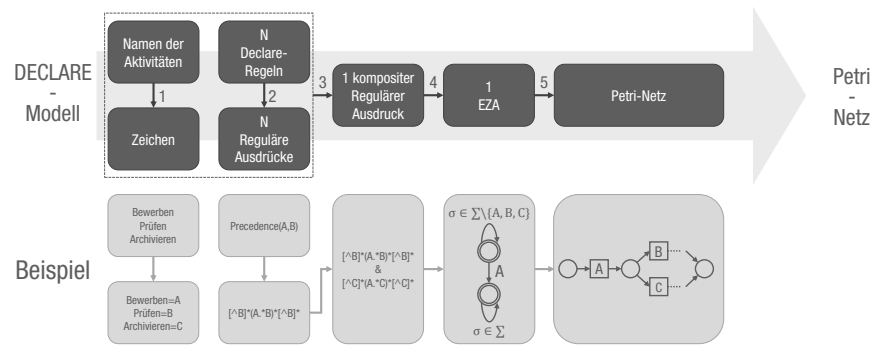 DECLARE
-
Modell
Namen der
Aktivitäten
1
Zeichen
N
Declare-
Regeln
2
N
Reguläre
Ausdrücke
3
1 kompositer
Regulärer
Ausdruck
4
1
EZA
5
Petri-Netz
Petri
-
Netz
Beispiel
Bewerben
Prüfen
Archivieren
Bewerben=A
Prüfen=B
Archivieren=C
Precedence(A,B)
[^B]*(A.*B)*[^B]*
[^B]*(A.*B)*[^B]*
&
[^C]*(A.*C)*[^C]*
σ ∈ ∑\{A, B, C}
A
σ ∈ ∑
A
B
C